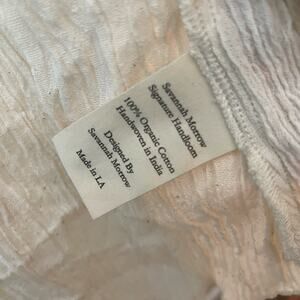 Savannah Morrow
Signature Handloom
100% Organic Cotton
Handwoven in India
Designed By
Savannah Morrow
Made in LA